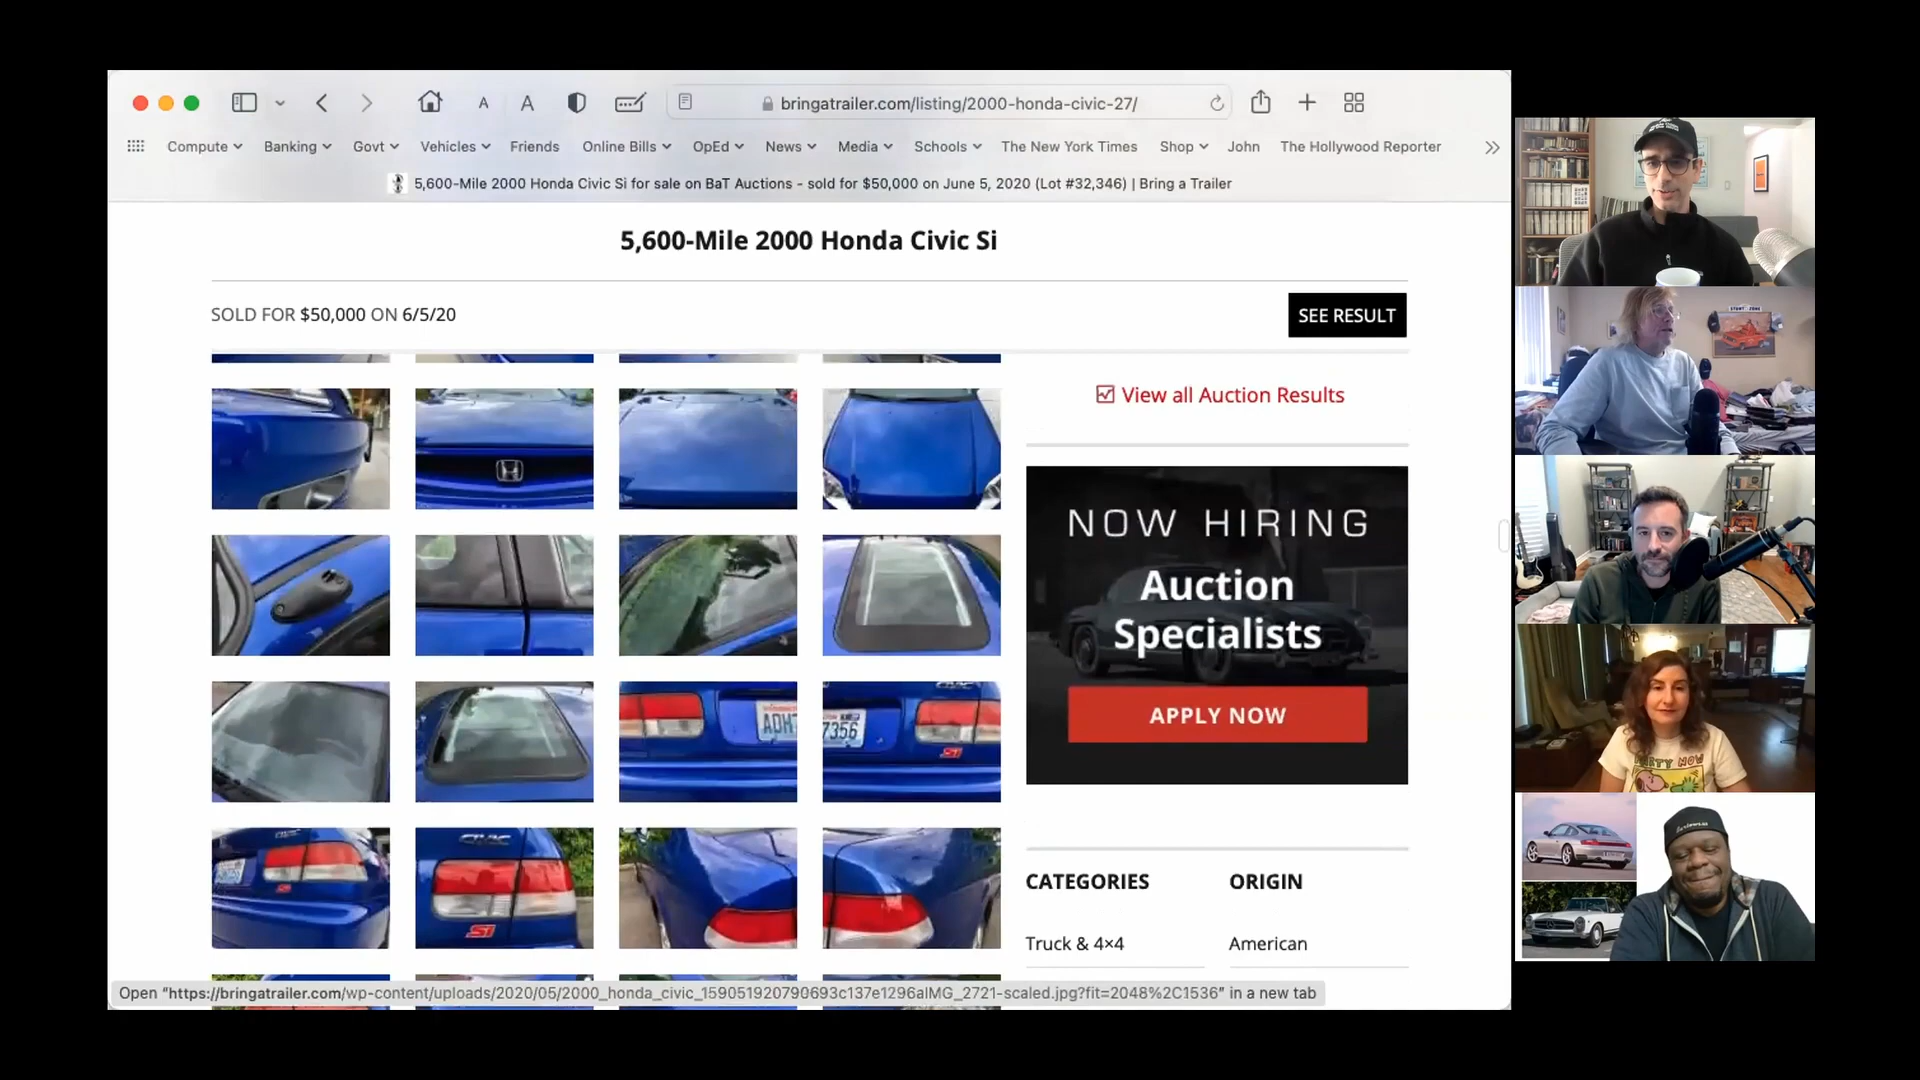 bringatrailer.com/listing/2000-honda-civic-27/
Compute Banking Govt Vehicles Friends Online Bills OpEd News Media Schools The New York Times Shop John The Hollywood Reporter
5,600-Mile 2000 Honda Civic Si for sale on BaT Auctions - sold for $50,000 on June 5, 2020 (Lot #32,346) | Bring a Trailer
5,600-Mile 2000 Honda Civic Si
SOLD FOR $50,000 ON 6/5/20
SEE RESULT
View all Auction Results
NOW HIRING
Auction
Specialists
APPLY NOW
CIVIC
7356
Si
CIVIC
Si
CATEGORIES
ORIGIN
Truck & 4×4
American
Open "https://bringatrailer.com/wp-content/uploads/2020/05/2000_honda_civic_159051920790693c137e1296aIMG_2721-scaled.jpg?fit=2048%2C1536" in a new tab